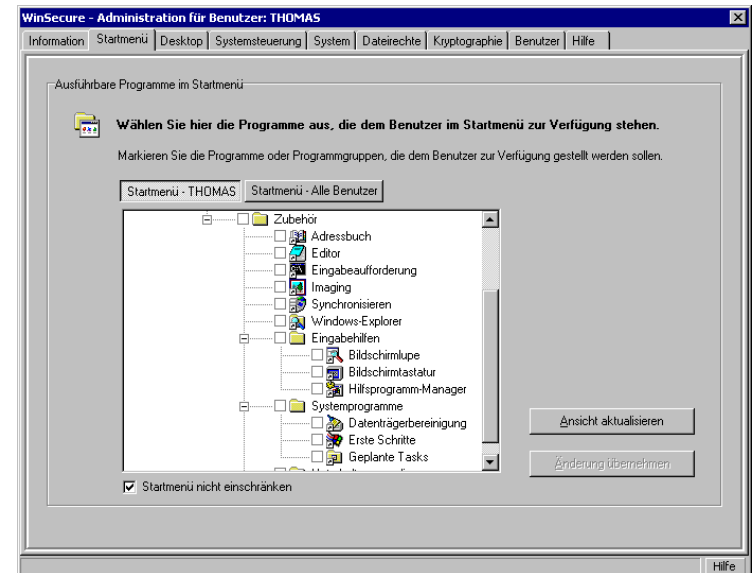 WinSecure - Administration für Benutzer: THOMAS
Information Startmenü Desktop Systemsteuerung System Dateirechte Kryptographie Benutzer Hilfe
Ausführbare Programme im Startmenü
Wählen Sie hier die Programme aus, die dem Benutzer im Startmenü zur Verfügung stehen.
Markieren Sie die Programme oder Programmgruppen, die dem Benutzer zur Verfügung gestellt werden sollen.
Startmenü - THOMAS Startmenü - Alle Benutzer
Zubehör
Adressbuch
Editor
Eingabeaufforderung
Imaging
Synchronisieren
Windows-Explorer
Eingabehilfen
Bildschirmlupe
Bildschirmtastatur
Hilfsprogramm-Manager
Systemprogramme
Datenträgerbereinigung
Erste Schritte
Geplante Tasks
Ansicht aktualisieren
Änderung übernehmen
Startmenü nicht einschränken
Hilfe